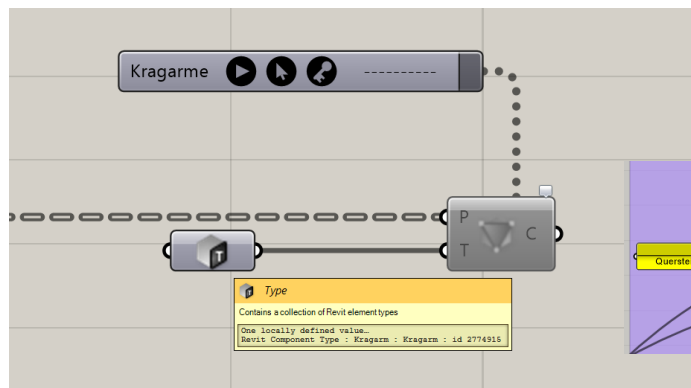 Kragarme ----------
P
C
T
T
Type
Querste
Contains a collection of Revit element types
One locally defined value…
Revit Component Type : Kragarm : Kragarm : id 2774915